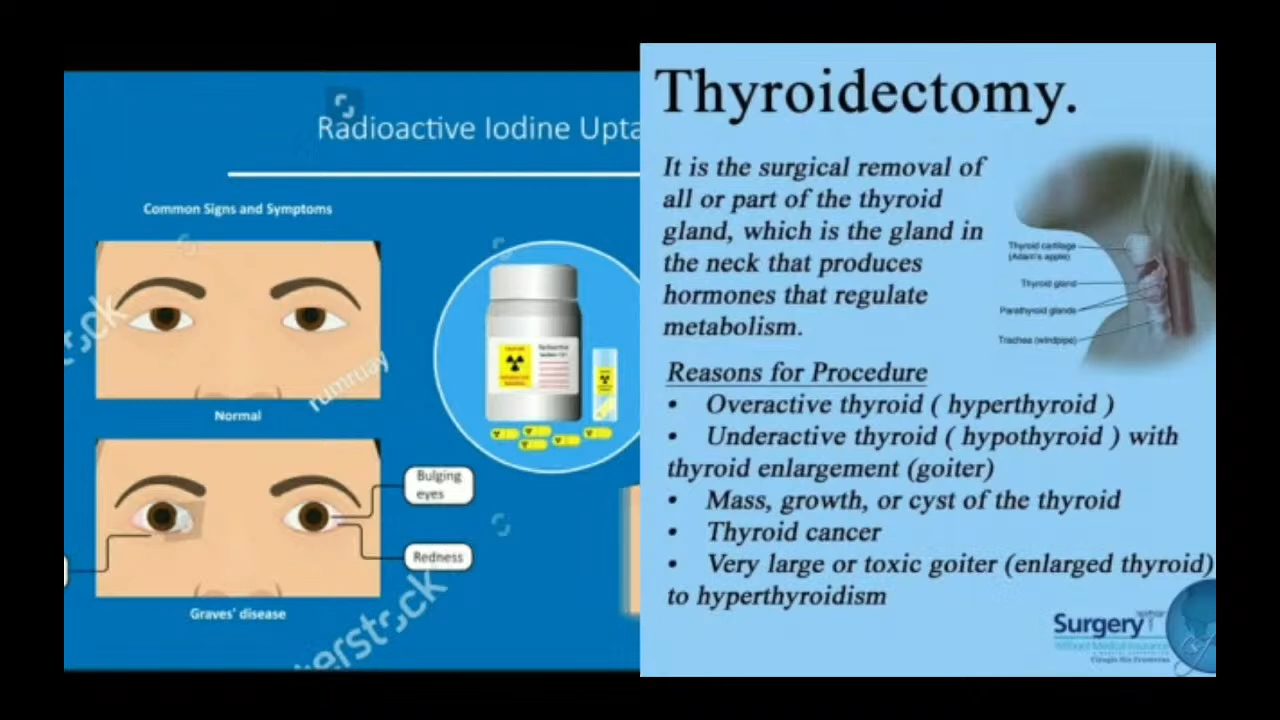 Radioactive Iodine Upta
Common Signs and Symptoms
Normal
Bulging
eyes
Redness
Graves' disease
rumruay
Thyroidectomy.
It is the surgical removal of
all or part of the thyroid
gland, which is the gland in
the neck that produces
hormones that regulate
metabolism.
Thyroid cartilage
(Adam's apple)
Thyroid gland
Parathyroid glands
Trachea (windpipe)
Reasons for Procedure
• Overactive thyroid ( hyperthyroid )
• Underactive thyroid ( hypothyroid ) with
thyroid enlargement (goiter)
• Mass, growth, or cyst of the thyroid
• Thyroid cancer
• Very large or toxic goiter (enlarged thyroid)
to hyperthyroidism
Surgery
Without Medical Insurance